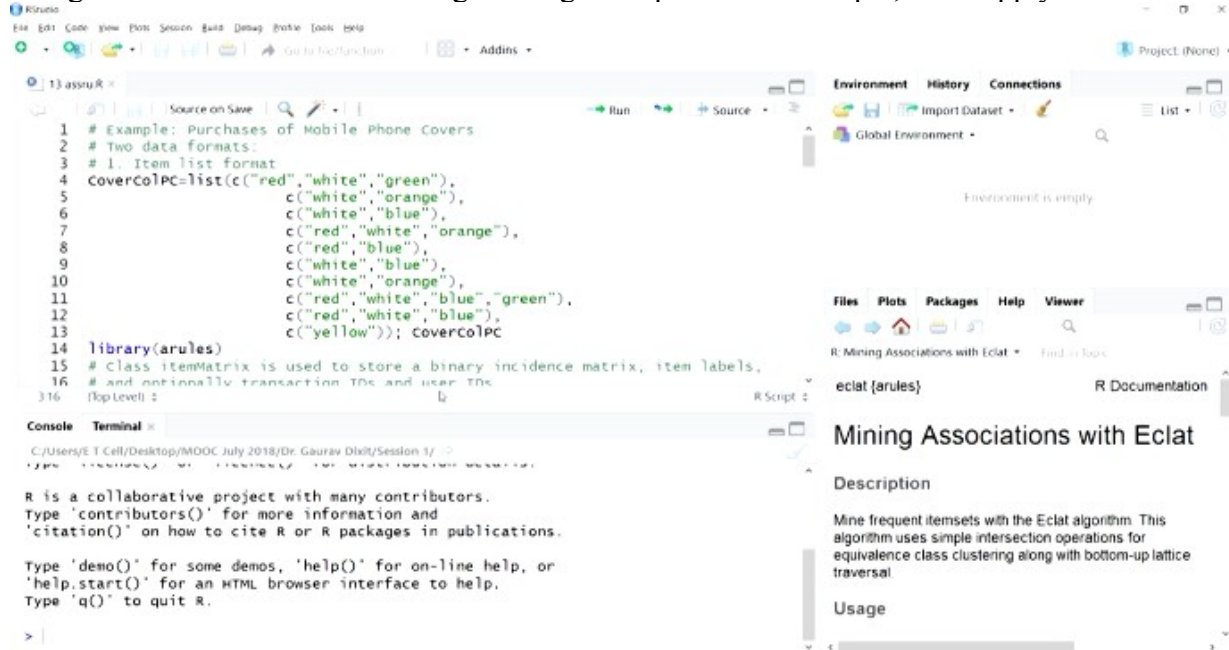 RStudio
File Edit Code View Plots Session Build Debug Profile Tools Help
Go to file/function Addins Project: (None)
13 assru.R
Source on Save Run Source
1 # Example: Purchases of Mobile Phone Covers
2 # Two data formats:
3 # 1. Item list format
4 CoverColPC=list(c("red","white","green"),
5 c("white","orange"),
6 c("white","blue"),
7 c("red","white","orange"),
8 c("red","blue"),
9 c("white","blue"),
10 c("white","orange"),
11 c("red","white","blue","green"),
12 c("red","white","blue"),
13 c("yellow")); CoverColPC
14 library(arules)
15 # Class itemMatrix is used to store a binary incidence matrix, item labels,
16 # and optionally transaction IDs and user IDs
3:16 (Top Level) R Script
Console Terminal
C:/Users/E T Cell/Desktop/MOOC July 2018/Dr. Gaurav Dixit/Session 1/
Type 'license()' or 'licence()' for distribution details.
R is a collaborative project with many contributors.
Type 'contributors()' for more information and
'citation()' on how to cite R or R packages in publications.
Type 'demo()' for some demos, 'help()' for on-line help, or
'help.start()' for an HTML browser interface to help.
Type 'q()' to quit R.
>
Environment History Connections
Import Dataset List
Global Environment
Environment is empty
Files Plots Packages Help Viewer
R: Mining Associations with Eclat Find in Topic
eclat {arules} R Documentation
Mining Associations with Eclat
Description
Mine frequent itemsets with the Eclat algorithm. This
algorithm uses simple intersection operations for
equivalence class clustering along with bottom-up lattice
traversal.
Usage